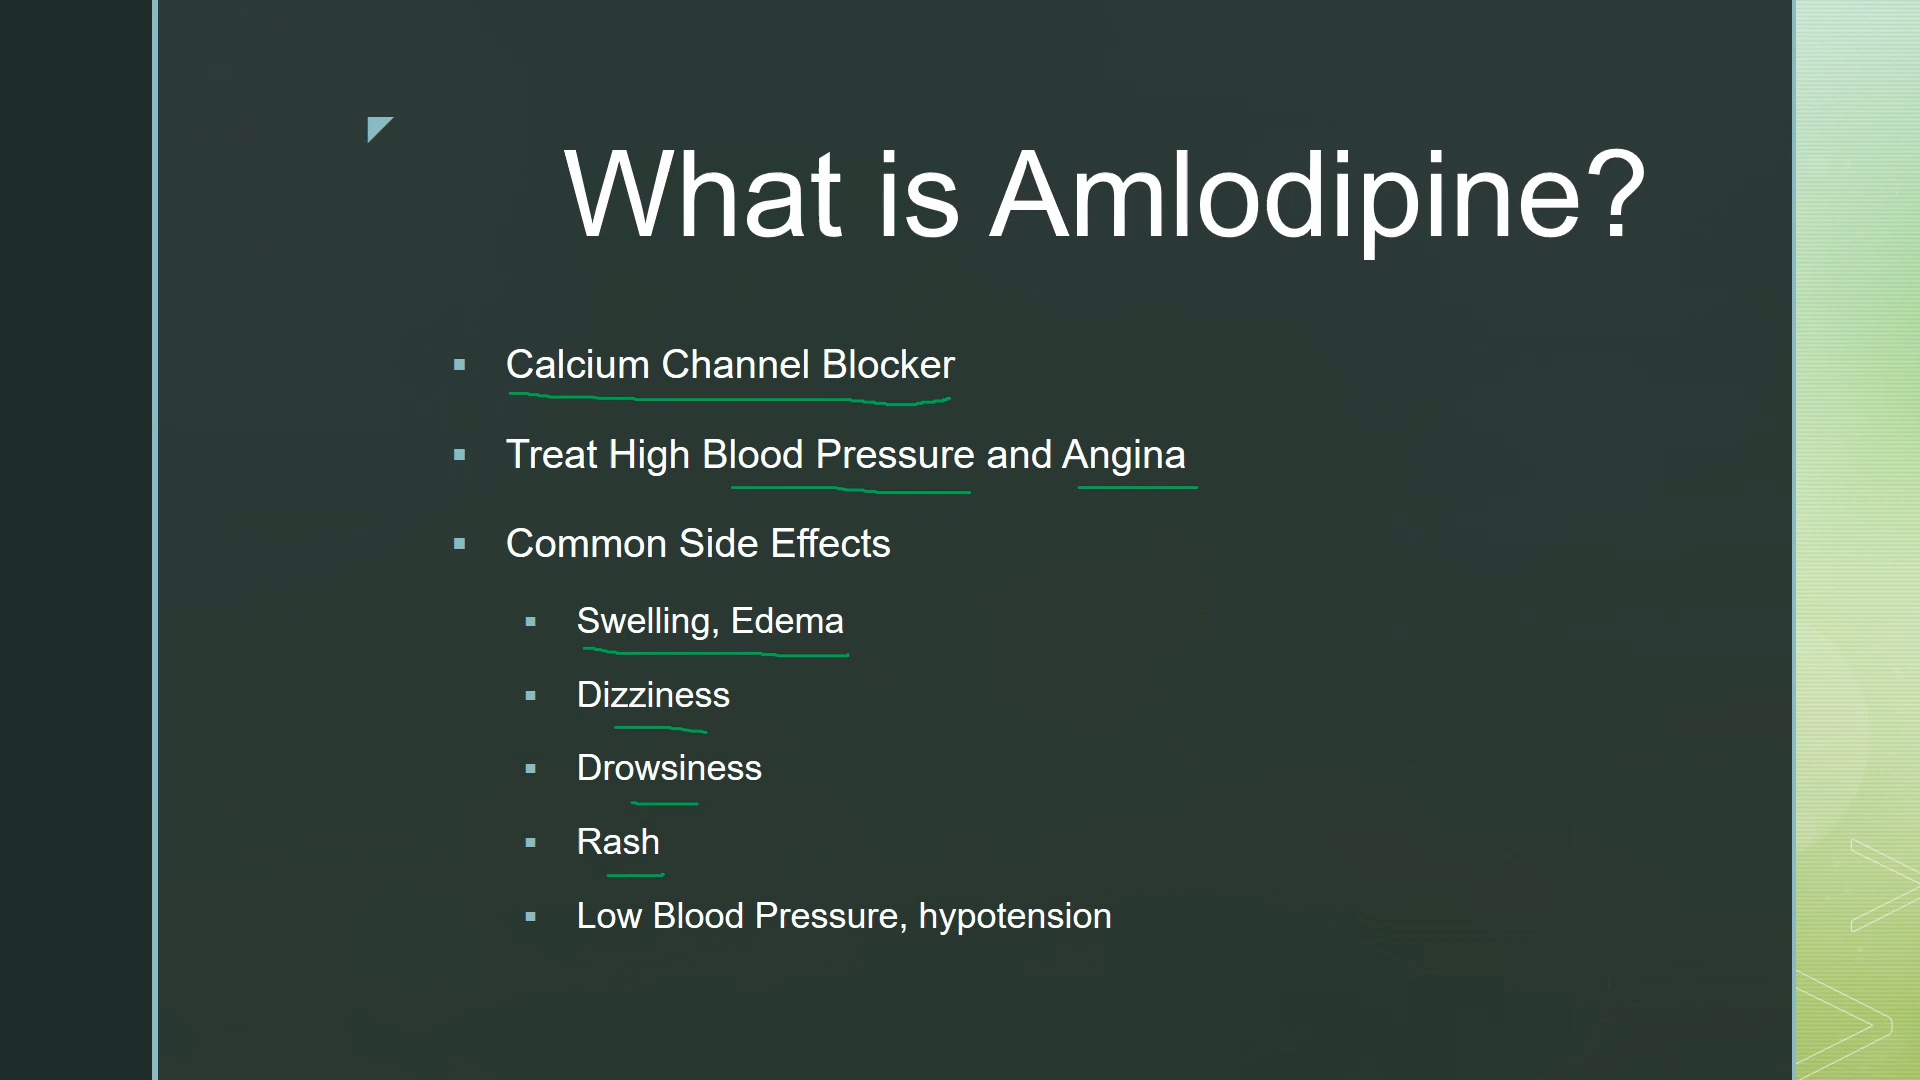 What is Amlodipine?
Calcium Channel Blocker
Treat High Blood Pressure and Angina
Common Side Effects
Swelling, Edema
Dizziness
Drowsiness
Rash
Low Blood Pressure, hypotension